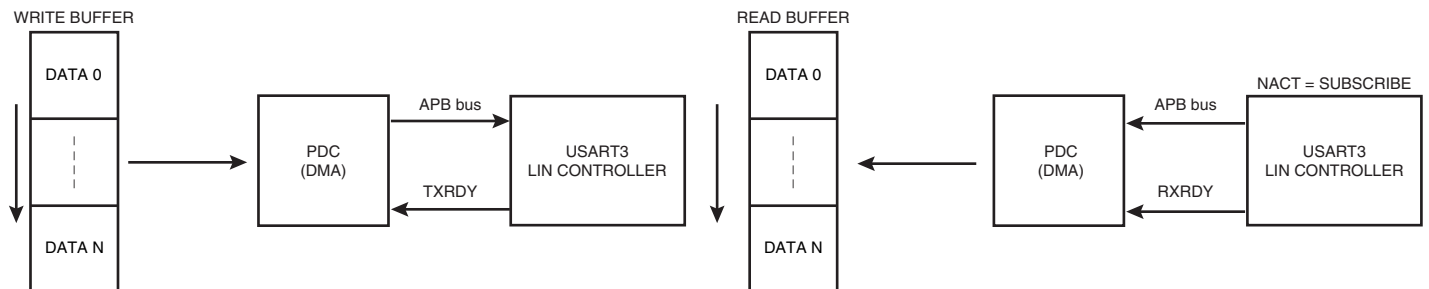 WRITE BUFFER
DATA 0
DATA N
PDC
(DMA)
APB bus
TXRDY
USART3
LIN CONTROLLER
READ BUFFER
DATA 0
DATA N
PDC
(DMA)
APB bus
RXRDY
NACT = SUBSCRIBE
USART3
LIN CONTROLLER